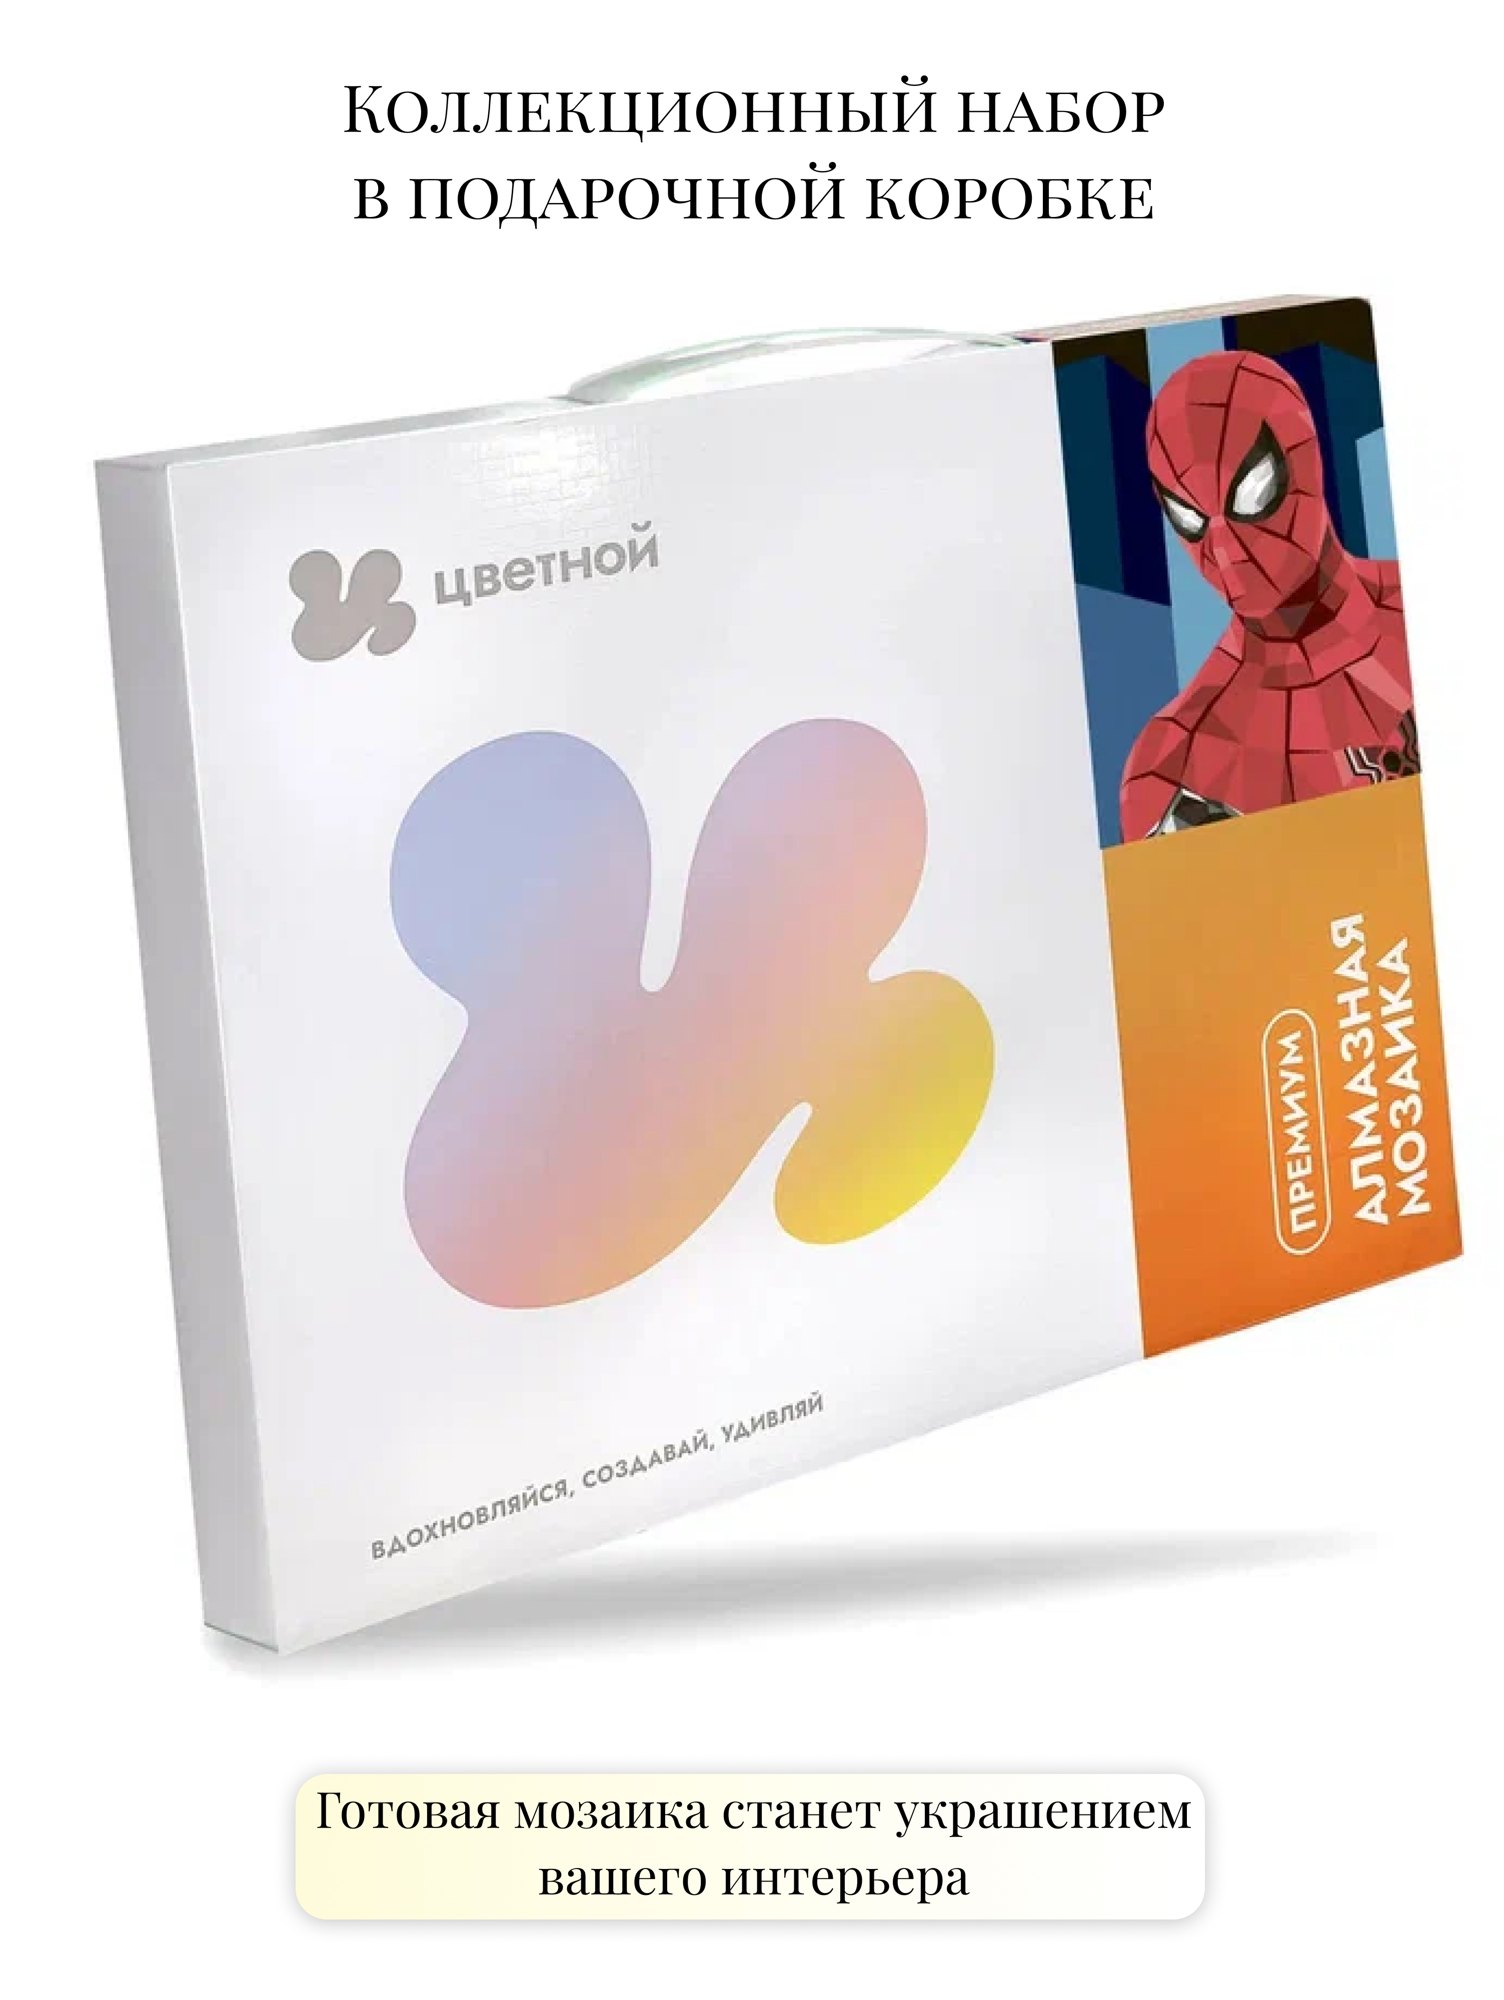 Коллекционный набор
в подарочной коробке
цветной
ПРЕМИУМ
АЛМАЗНАЯ
МОЗАИКА
ВДОХНОВЛЯЙСЯ, СОЗДАВАЙ, УДИВЛЯЙ
Готовая мозаика станет украшением
вашего интерьера